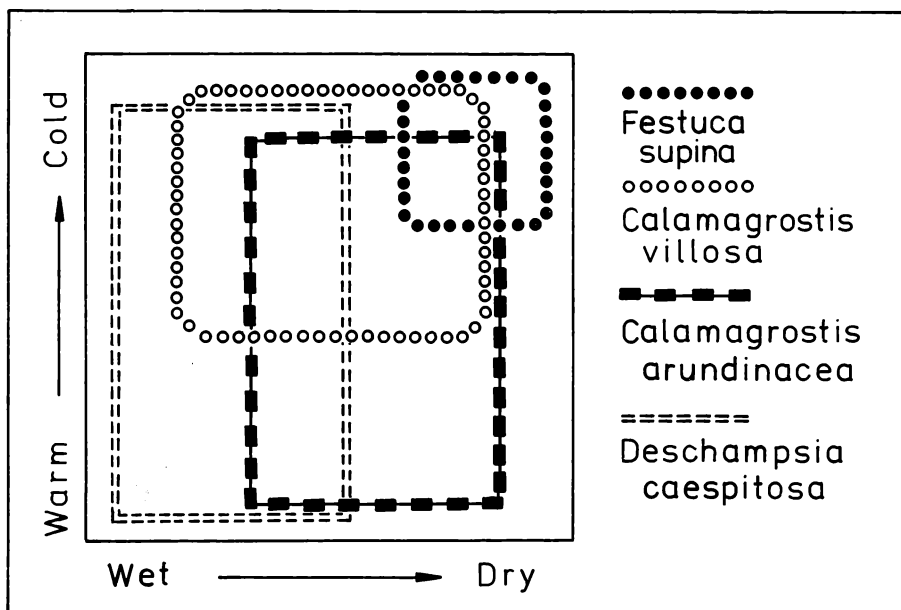 Cold
Warm
Wet
Dry
Festuca
supina
Calamagrostis
villosa
Calamagrostis
arundinacea
Deschampsia
caespitosa